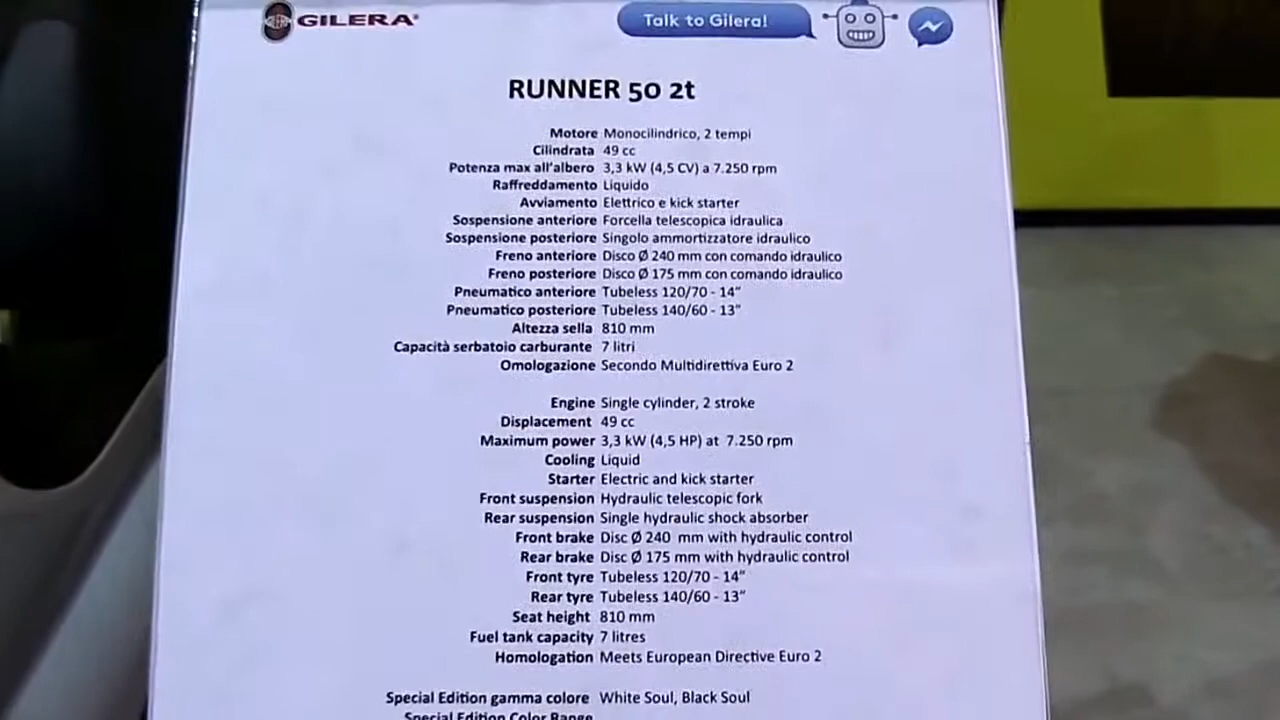 GILERA
Talk to Gilera!
RUNNER 50 2t
Motore Monocilindrico, 2 tempi
Cilindrata 49 cc
Potenza max all'albero 3,3 kW (4,5 CV) a 7.250 rpm
Raffreddamento Liquido
Avviamento Elettrico e kick starter
Sospensione anteriore Forcella telescopica idraulica
Sospensione posteriore Singolo ammortizzatore idraulico
Freno anteriore Disco Ø 240 mm con comando idraulico
Freno posteriore Disco Ø 175 mm con comando idraulico
Pneumatico anteriore Tubeless 120/70 - 14"
Pneumatico posteriore Tubeless 140/60 - 13"
Altezza sella 810 mm
Capacità serbatoio carburante 7 litri
Omologazione Secondo Multidirettiva Euro 2
Engine Single cylinder, 2 stroke
Displacement 49 cc
Maximum power 3,3 kW (4,5 HP) at 7.250 rpm
Cooling Liquid
Starter Electric and kick starter
Front suspension Hydraulic telescopic fork
Rear suspension Single hydraulic shock absorber
Front brake Disc Ø 240 mm with hydraulic control
Rear brake Disc Ø 175 mm with hydraulic control
Front tyre Tubeless 120/70 - 14"
Rear tyre Tubeless 140/60 - 13"
Seat height 810 mm
Fuel tank capacity 7 litres
Homologation Meets European Directive Euro 2
Special Edition gamma colore White Soul, Black Soul
Special Edition Color Range